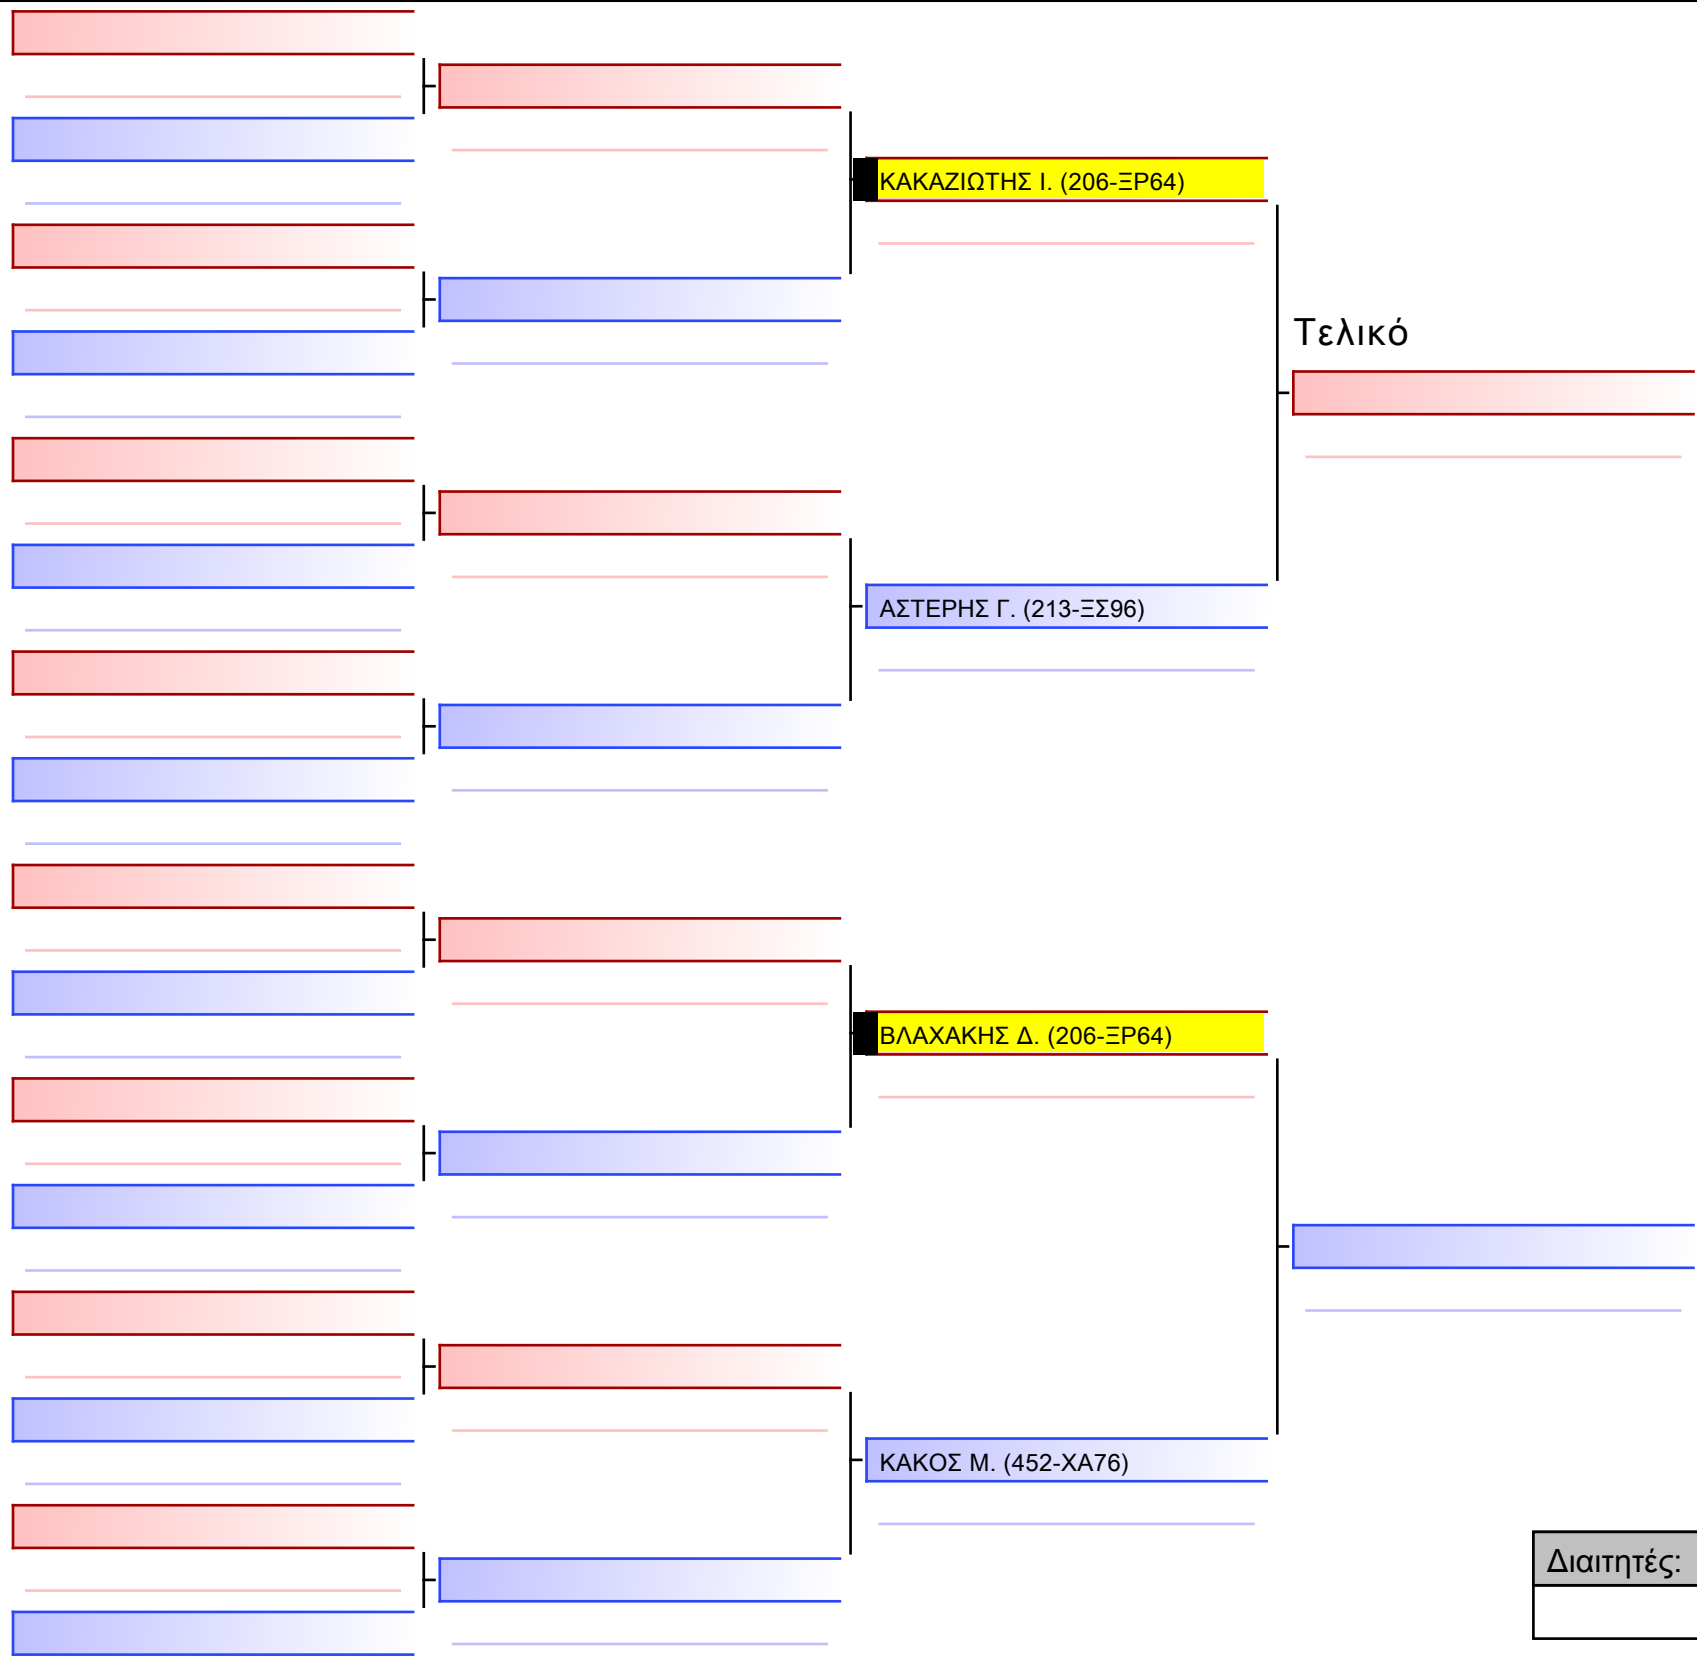 ΚΑΚΑΖΙΩΤΗΣ Ι. (206-ΞΡ64)
Τελικό
ΑΣΤΕΡΗΣ Γ. (213-ΞΣ96)
ΒΛΑΧΑΚΗΣ Δ. (206-ΞΡ64)
ΚΑΚΟΣ Μ. (452-ΧΑ76)
Διαιτητές: